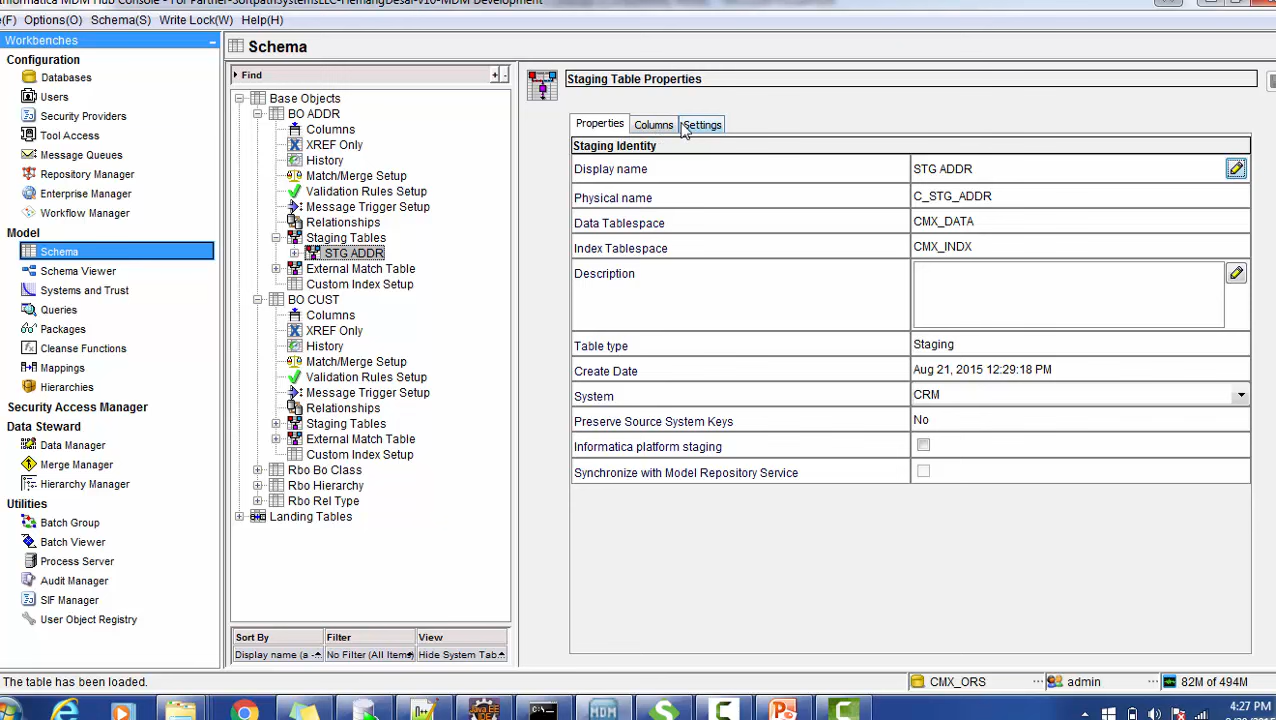 Informatica MDM Hub Console - For Partner-SoftpathSystemsLLC-HemangDesai-v10-MDM Development
e(F) Options(O) Schema(S) Write Lock(W) Help(H)
Workbenches
Configuration
Databases
Users
Security Providers
Tool Access
Message Queues
Repository Manager
Enterprise Manager
Workflow Manager
Model
Schema
Schema Viewer
Systems and Trust
Queries
Packages
Cleanse Functions
Mappings
Hierarchies
Security Access Manager
Data Steward
Data Manager
Merge Manager
Hierarchy Manager
Utilities
Batch Group
Batch Viewer
Process Server
Audit Manager
SIF Manager
User Object Registry
Schema
Find
Base Objects
BO ADDR
Columns
XREF Only
History
Match/Merge Setup
Validation Rules Setup
Message Trigger Setup
Relationships
Staging Tables
STG ADDR
External Match Table
Custom Index Setup
BO CUST
Columns
XREF Only
History
Match/Merge Setup
Validation Rules Setup
Message Trigger Setup
Relationships
Staging Tables
External Match Table
Custom Index Setup
Rbo Bo Class
Rbo Hierarchy
Rbo Rel Type
Landing Tables
Sort By Filter View
Display name (a - No Filter (All Items) Hide System Tab
Staging Table Properties
Properties Columns Settings
Staging Identity
Display name STG ADDR
Physical name C_STG_ADDR
Data Tablespace CMX_DATA
Index Tablespace CMX_INDX
Description
Table type Staging
Create Date Aug 21, 2015 12:29:18 PM
System CRM
Preserve Source System Keys No
Informatica platform staging
Synchronize with Model Repository Service
The table has been loaded. CMX_ORS admin 82M of 494M
4:27 PM